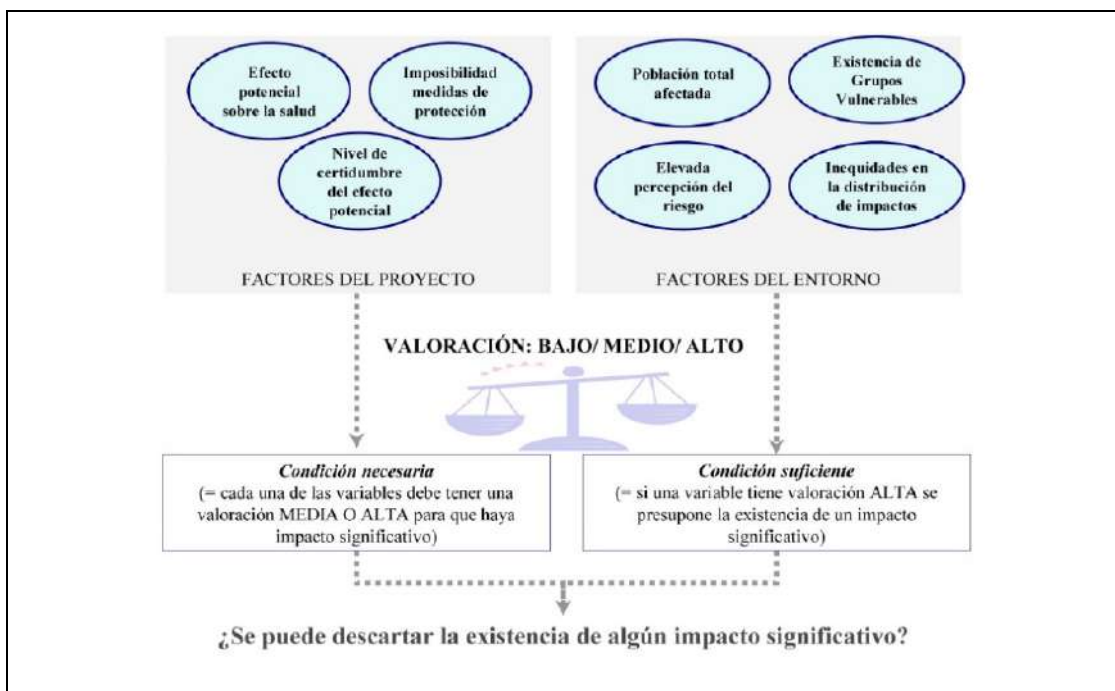 Efecto
potencial
sobre la salud
Imposibilidad
medidas de
protección
Nivel de
certidumbre
del efecto
potencial
FACTORES DEL PROYECTO
Población total
afectada
Existencia de
Grupos
Vulnerables
Elevada
percepción del
riesgo
Inequidades en
la distribución
de impactos
FACTORES DEL ENTORNO
VALORACIÓN: BAJO/ MEDIO/ ALTO
Condición necesaria
(= cada una de las variables debe tener una
valoración MEDIA O ALTA para que haya
impacto significativo)
Condición suficiente
(= si una variable tiene valoración ALTA se
presupone la existencia de un impacto
significativo)
¿Se puede descartar la existencia de algún impacto significativo?